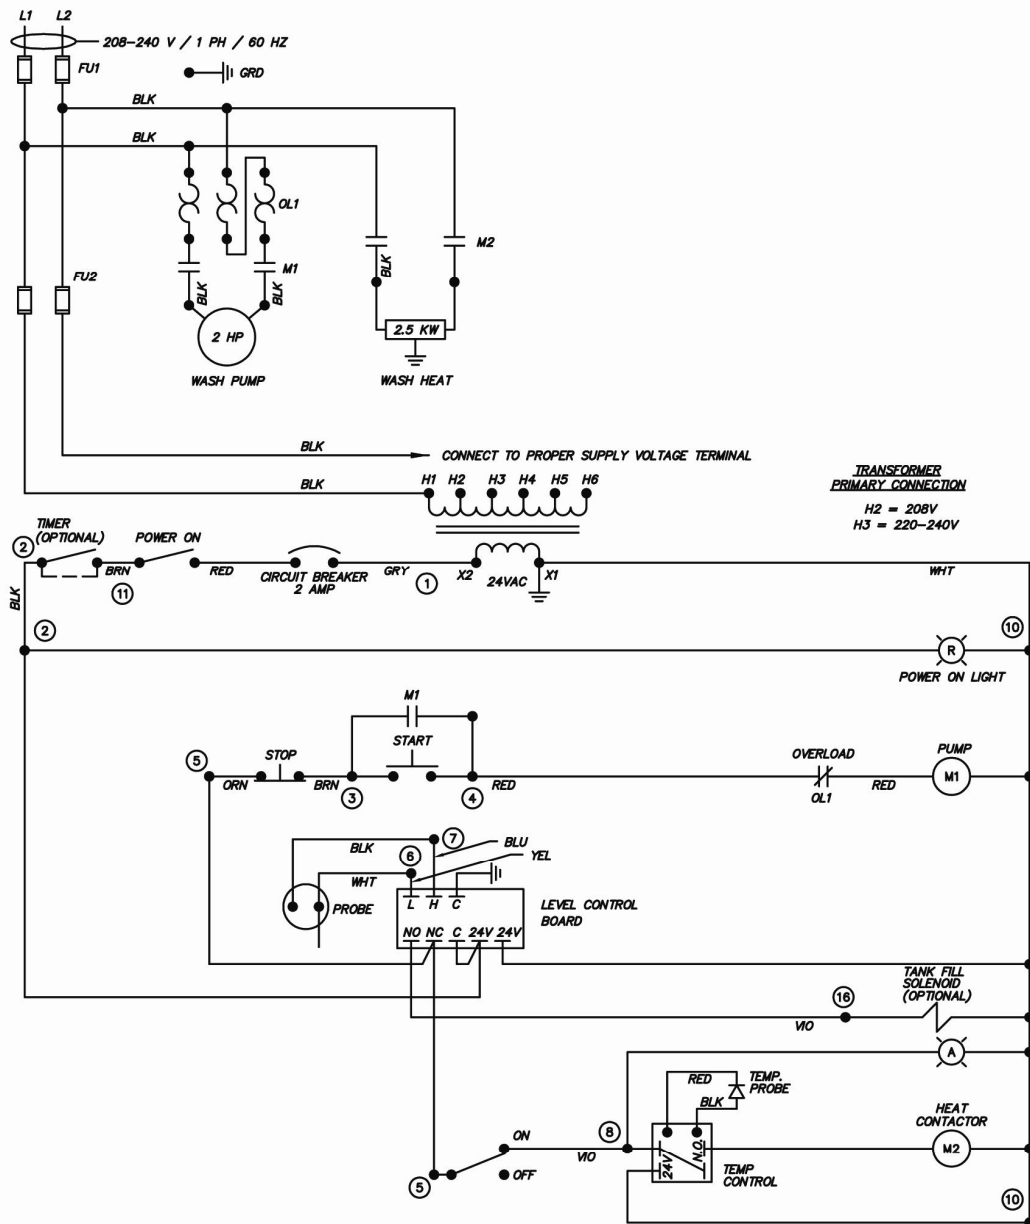 L1 L2
208-240 V / 1 PH / 60 HZ
FU1
GRD
BLK
BLK
OL1
M2
M1
BLK
FU2
BLK
BLK
2 HP
2.5 KW
WASH PUMP
WASH HEAT
BLK
CONNECT TO PROPER SUPPLY VOLTAGE TERMINAL
BLK
H1 H2 H3 H4 H5 H6
TRANSFORMER
PRIMARY CONNECTION
H2 = 208V
H3 = 220-240V
TIMER
(OPTIONAL)
POWER ON
2
BRN
RED
CIRCUIT BREAKER
2 AMP
GRY
X2
24VAC
X1
WHT
11
1
BLK
2
10
R
POWER ON LIGHT
M1
START
5
STOP
OVERLOAD
PUMP
ORN
BRN
RED
RED
M1
3
4
OL1
7
BLU
BLK
6
YEL
WHT
L H C
PROBE
LEVEL CONTROL
BOARD
NO NC C 24V 24V
TANK FILL
SOLENOID
(OPTIONAL)
16
VIO
A
RED
TEMP.
PROBE
BLK
HEAT
CONTACTOR
ON
8
VIO
24V
N.O.
M2
OFF
5
TEMP
CONTROL
10